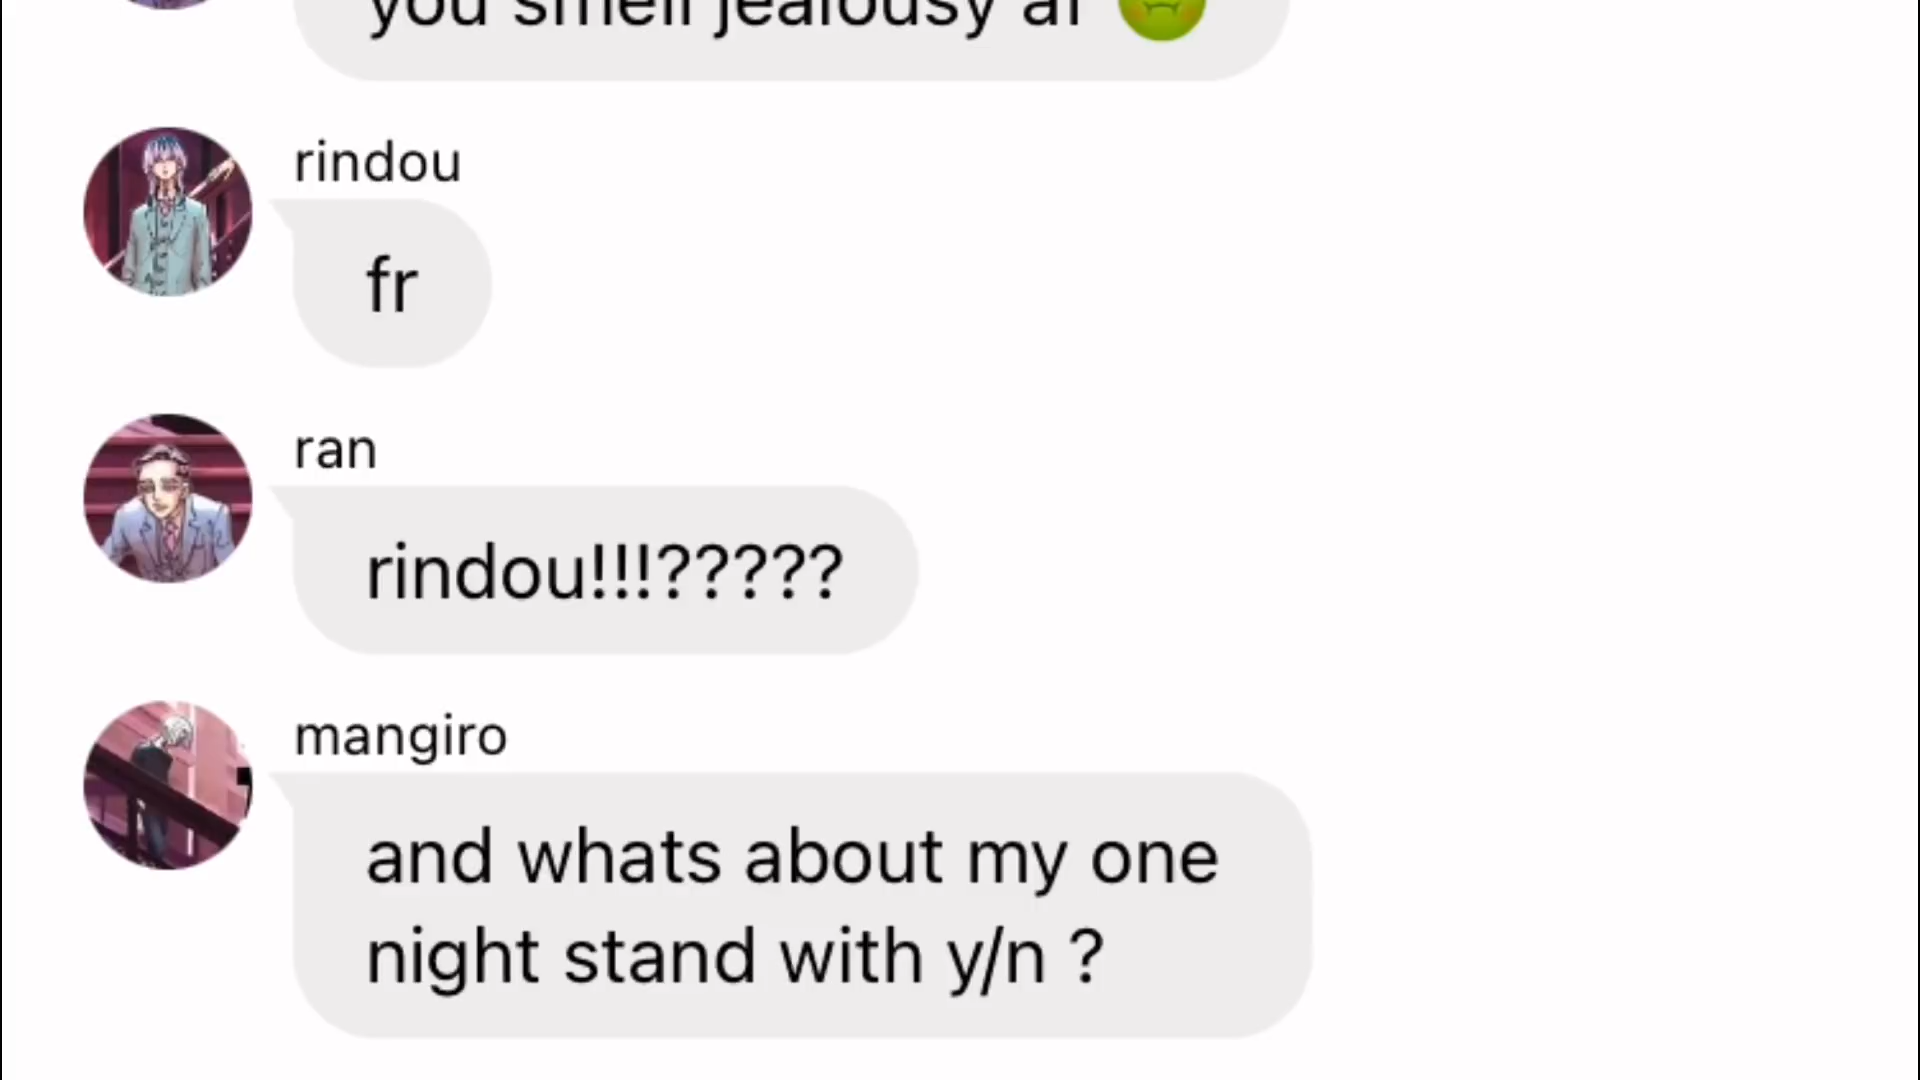 you smell jealousy af 🤢
rindou
fr
ran
rindou!!!?????
mangiro
and whats about my one
night stand with y/n ?